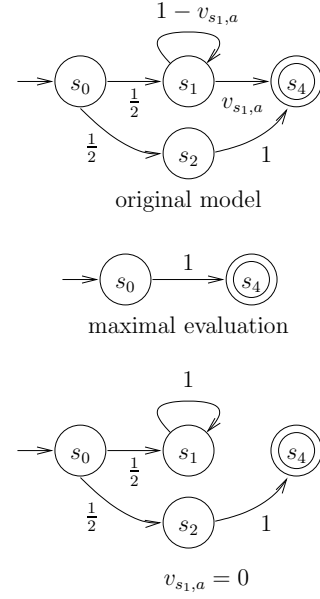 1 − v_{s_1,a}
s_0 1/2 s_1 v_{s_1,a} s_4
1/2 s_2 1
original model
1
s_0 s_4
maximal evaluation
1
s_0 1/2 s_1 s_4
1/2 s_2 1
v_{s_1,a} = 0